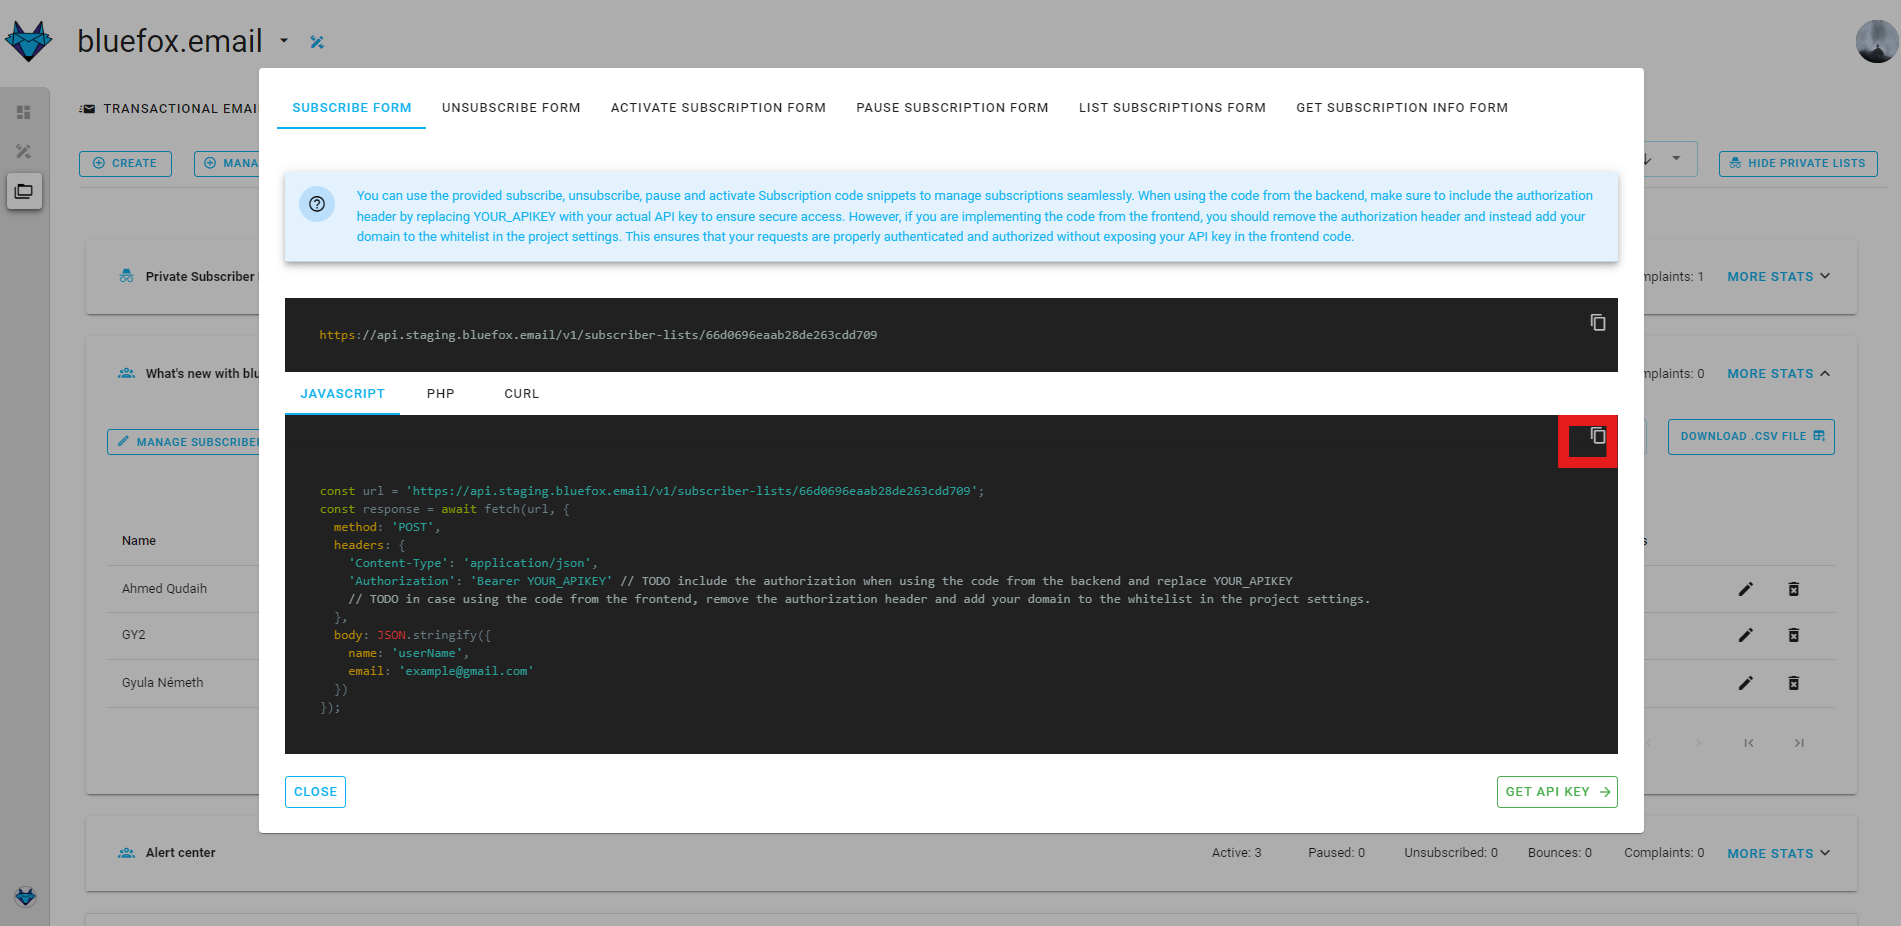 bluefox.email
TRANSACTIONAL EMAI
SUBSCRIBE FORM
UNSUBSCRIBE FORM
ACTIVATE SUBSCRIPTION FORM
PAUSE SUBSCRIPTION FORM
LIST SUBSCRIPTIONS FORM
GET SUBSCRIPTION INFO FORM
CREATE
MANA
HIDE PRIVATE LISTS
You can use the provided subscribe, unsubscribe, pause and activate Subscription code snippets to manage subscriptions seamlessly. When using the code from the backend, make sure to include the authorization
header by replacing YOUR_APIKEY with your actual API key to ensure secure access. However, if you are implementing the code from the frontend, you should remove the authorization header and instead add your
domain to the whitelist in the project settings. This ensures that your requests are properly authenticated and authorized without exposing your API key in the frontend code.
Private Subscriber
mplaints: 1
MORE STATS
https://api.staging.bluefox.email/v1/subscriber-lists/66d0696eaab28de263cdd709
What's new with blu
mplaints: 0
MORE STATS
JAVASCRIPT
PHP
CURL
MANAGE SUBSCRIBER
DOWNLOAD .CSV FILE
const url = 'https://api.staging.bluefox.email/v1/subscriber-lists/66d0696eaab28de263cdd709';
const response = await fetch(url, {
method: 'POST',
headers: {
'Content-Type': 'application/json',
'Authorization': 'Bearer YOUR_APIKEY' // TODO include the authorization when using the code from the backend and replace YOUR_APIKEY
// TODO in case using the code from the frontend, remove the authorization header and add your domain to the whitelist in the project settings.
},
body: JSON.stringify({
name: 'userName',
email: 'example@gmail.com'
})
});
Name
s
Ahmed Qudaih
GY2
Gyula Németh
CLOSE
GET API KEY
Alert center
Active: 3
Paused: 0
Unsubscribed: 0
Bounces: 0
Complaints: 0
MORE STATS